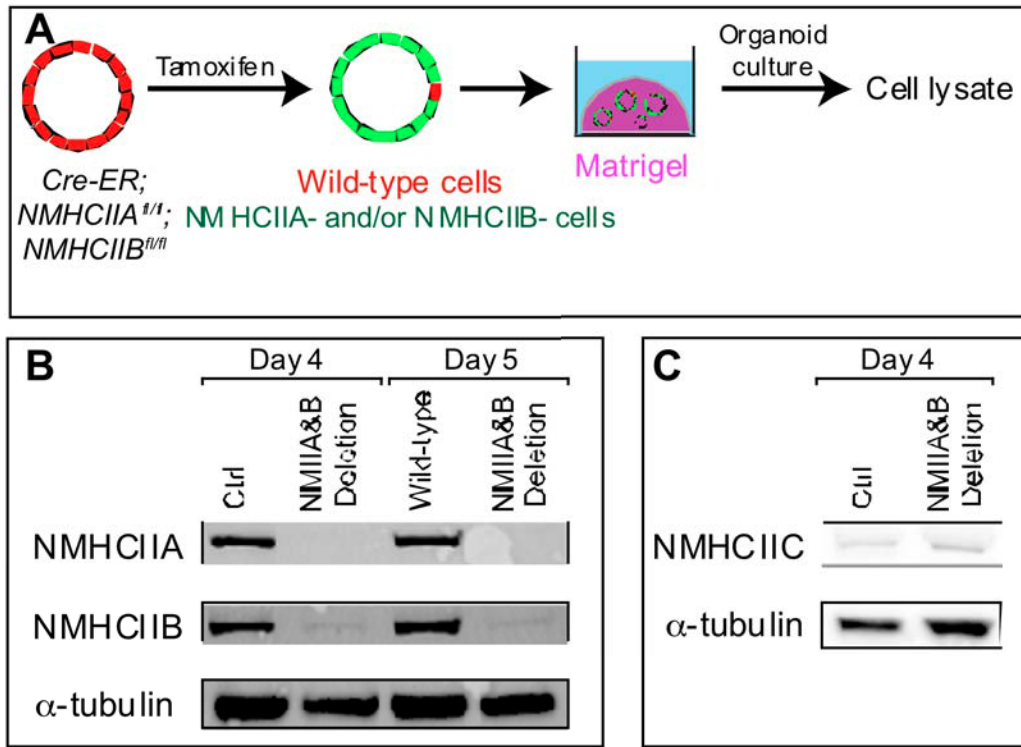 A
Tamoxifen
Organoid
culture
Cell lysate
Matrigel
Cre-ER;
NMHCIIA^fl/fl;
NMHCIIB^fl/fl
Wild-type cells
NMHCIIA- and/or NMHCIIB- cells
B
Day 4
Day 5
Ctrl
NMIIA&B
Deletion
Wild-type
NMIIA&B
Deletion
NMHCIIA
NMHCIIB
α-tubulin
C
Day 4
Ctrl
NMIIA&B
Deletion
NMHCIIC
α-tubulin